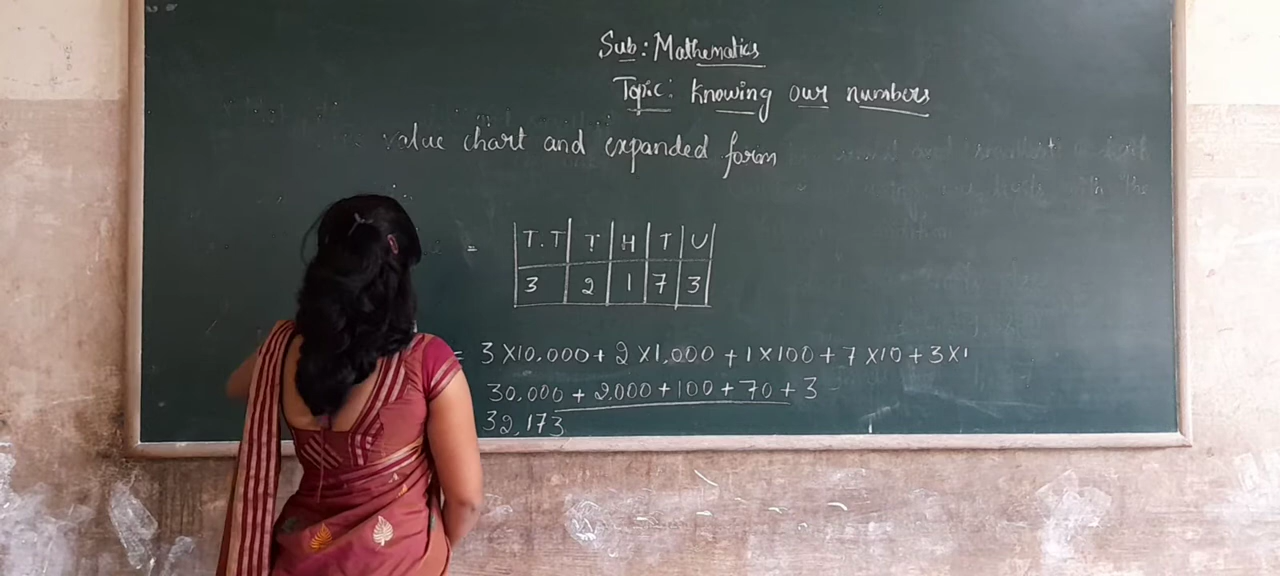 Sub: Mathematics
Topic: Knowing our numbers
value chart and expanded form
= T.T T H T U
3 2 1 7 3
= 3 X 10,000 + 2 X 1,000 + 1 X 100 + 7 X 10 + 3 X 1
30,000 + 2,000 + 100 + 70 + 3
32,173